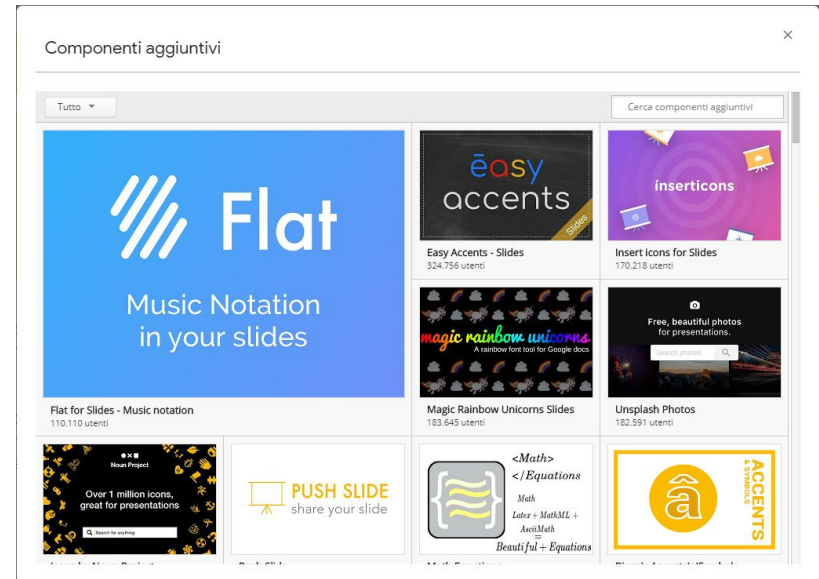 Componenti aggiuntivi
×
Tutto
Cerca componenti aggiuntivi
Flat
Music Notation
in your slides
Flat for Slides - Music notation
110.110 utenti
ēasy
accents
Slides
Easy Accents - Slides
324.756 utenti
inserticons
Insert icons for Slides
170.218 utenti
magic rainbow unicorns
A rainbow font tool for Google docs
Magic Rainbow Unicorns Slides
183.645 utenti
Free, beautiful photos
for presentations.
Search photos
Unsplash Photos
182.591 utenti
Noun Project
Over 1 million icons,
great for presentations
Search for anything
PUSH SLIDE
share your slide
<Math>
</Equations
Math
Latex + MathML +
AsciiMath
=
Beautiful + Equations
â
ACCENTS
& SYMBOLS